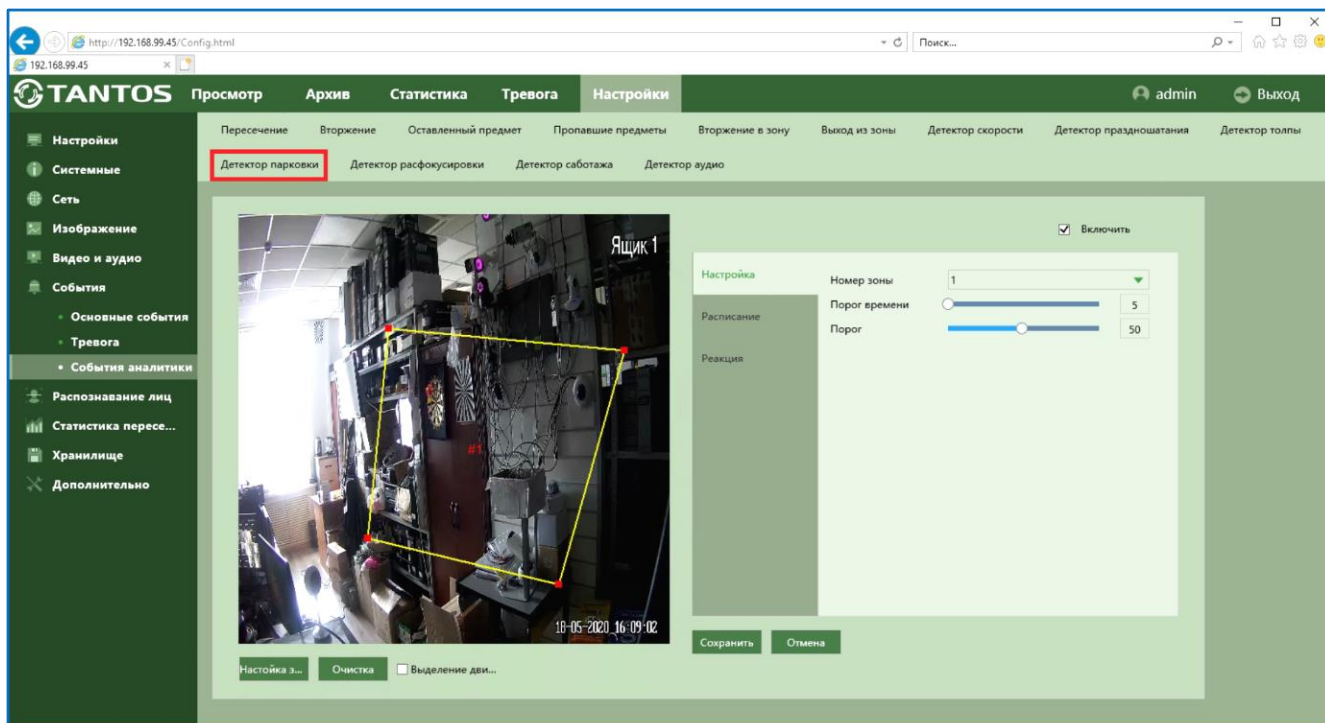 http://192.168.99.45/Config.html
Поиск...
192.168.99.45
TANTOS Просмотр Архив Статистика Тревога Настройки admin Выход
Пересечение Вторжение Оставленный предмет Пропавшие предметы Вторжение в зону Выход из зоны Детектор скорости Детектор праздношатания Детектор толпы
Детектор парковки Детектор расфокусировки Детектор саботажа Детектор аудио
Настройки
Системные
Сеть
Изображение
Видео и аудио
События
Основные события
Тревога
События аналитики
Распознавание лиц
Статистика пересе...
Хранилище
Дополнительно
Ящик 1
#1
18-05-2020 16:09:02
Настойка з...
Очистка
Выделение дви...
Включить
Настройка
Расписание
Реакция
Номер зоны 1
Порог времени 5
Порог 50
Сохранить
Отмена